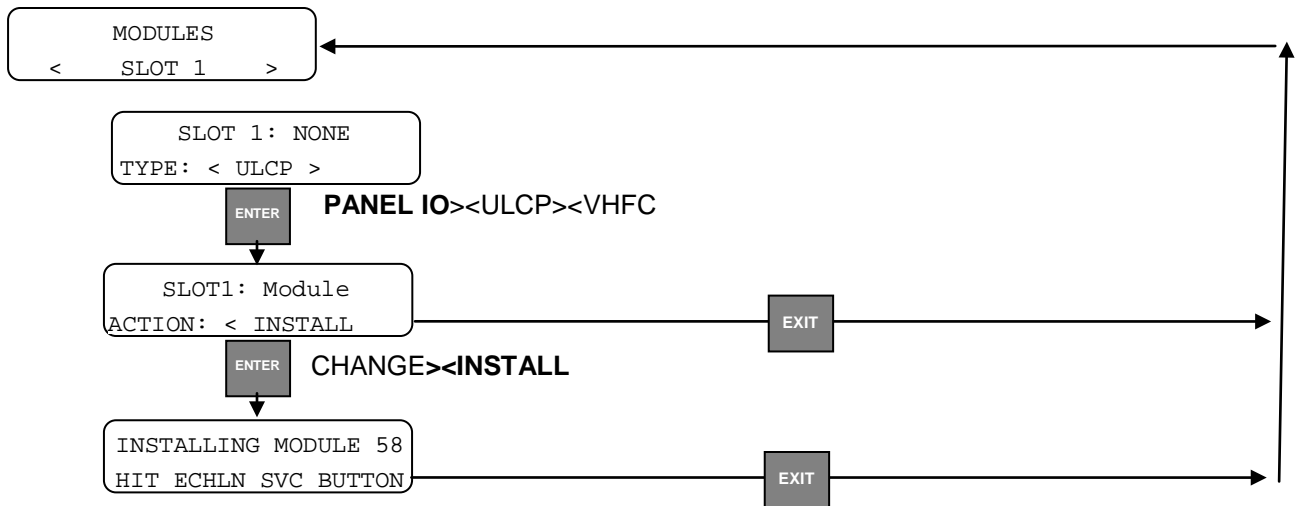 MODULES
< SLOT 1 >
SLOT 1: NONE
TYPE: < ULCP >
ENTER
PANEL IO><ULCP><VHFC
SLOT1: Module
ACTION: < INSTALL
EXIT
ENTER
CHANGE><INSTALL
INSTALLING MODULE 58
HIT ECHLN SVC BUTTON
EXIT